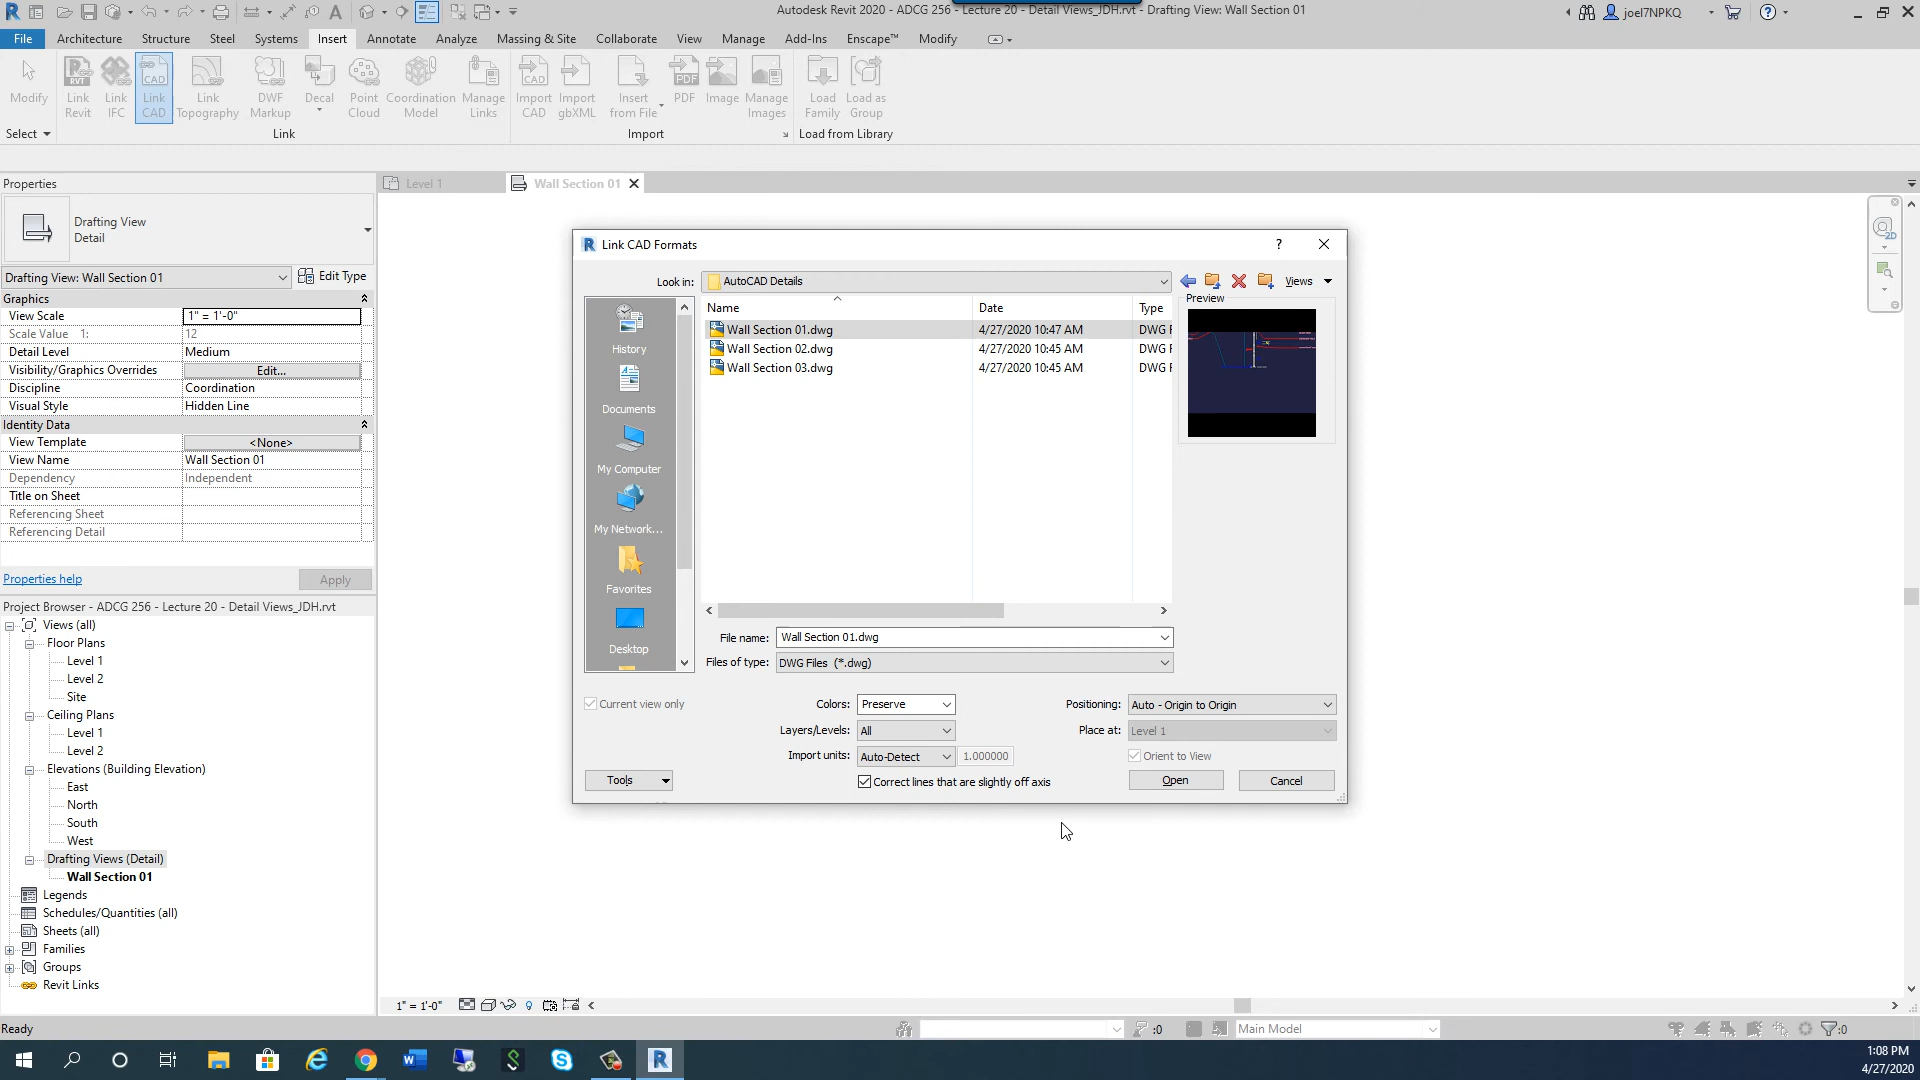 Autodesk Revit 2020 - ADCG 256 - Lecture 20 - Detail Views_JDH.rvt - Drafting View: Wall Section 01
joel7NPKQ
File
Architecture
Structure
Steel
Systems
Insert
Annotate
Analyze
Massing & Site
Collaborate
View
Manage
Add-Ins
Enscape™
Modify
Modify
Link
Revit
Link
IFC
Link
CAD
Link
Topography
DWF
Markup
Decal
Point
Cloud
Coordination
Model
Manage
Links
Import
CAD
Import
gbXML
Insert
from File
PDF
Image
Manage
Images
Load
Family
Load as
Group
Select
Link
Import
Load from Library
Properties
Level 1
Wall Section 01
Drafting View
Detail
Drafting View: Wall Section 01
Edit Type
Graphics
View Scale 1" = 1'-0"
Scale Value 1: 12
Detail Level Medium
Visibility/Graphics Overrides Edit...
Discipline Coordination
Visual Style Hidden Line
Identity Data
View Template <None>
View Name Wall Section 01
Dependency Independent
Title on Sheet
Referencing Sheet
Referencing Detail
Properties help
Apply
Project Browser - ADCG 256 - Lecture 20 - Detail Views_JDH.rvt
Views (all)
Floor Plans
Level 1
Level 2
Site
Ceiling Plans
Level 1
Level 2
Elevations (Building Elevation)
East
North
South
West
Drafting Views (Detail)
Wall Section 01
Legends
Schedules/Quantities (all)
Sheets (all)
Families
Groups
Revit Links
Link CAD Formats
Look in: AutoCAD Details
Views
Preview
Name Date Type
Wall Section 01.dwg 4/27/2020 10:47 AM DWG F
Wall Section 02.dwg 4/27/2020 10:45 AM DWG F
Wall Section 03.dwg 4/27/2020 10:45 AM DWG F
History
Documents
My Computer
My Network...
Favorites
Desktop
File name: Wall Section 01.dwg
Files of type: DWG Files (*.dwg)
Current view only
Colors: Preserve
Positioning: Auto - Origin to Origin
Layers/Levels: All
Place at: Level 1
Import units: Auto-Detect 1.000000
Orient to View
Tools
Correct lines that are slightly off axis
Open
Cancel
1" = 1'-0"
Ready
:0
Main Model
:0
1:08 PM
4/27/2020